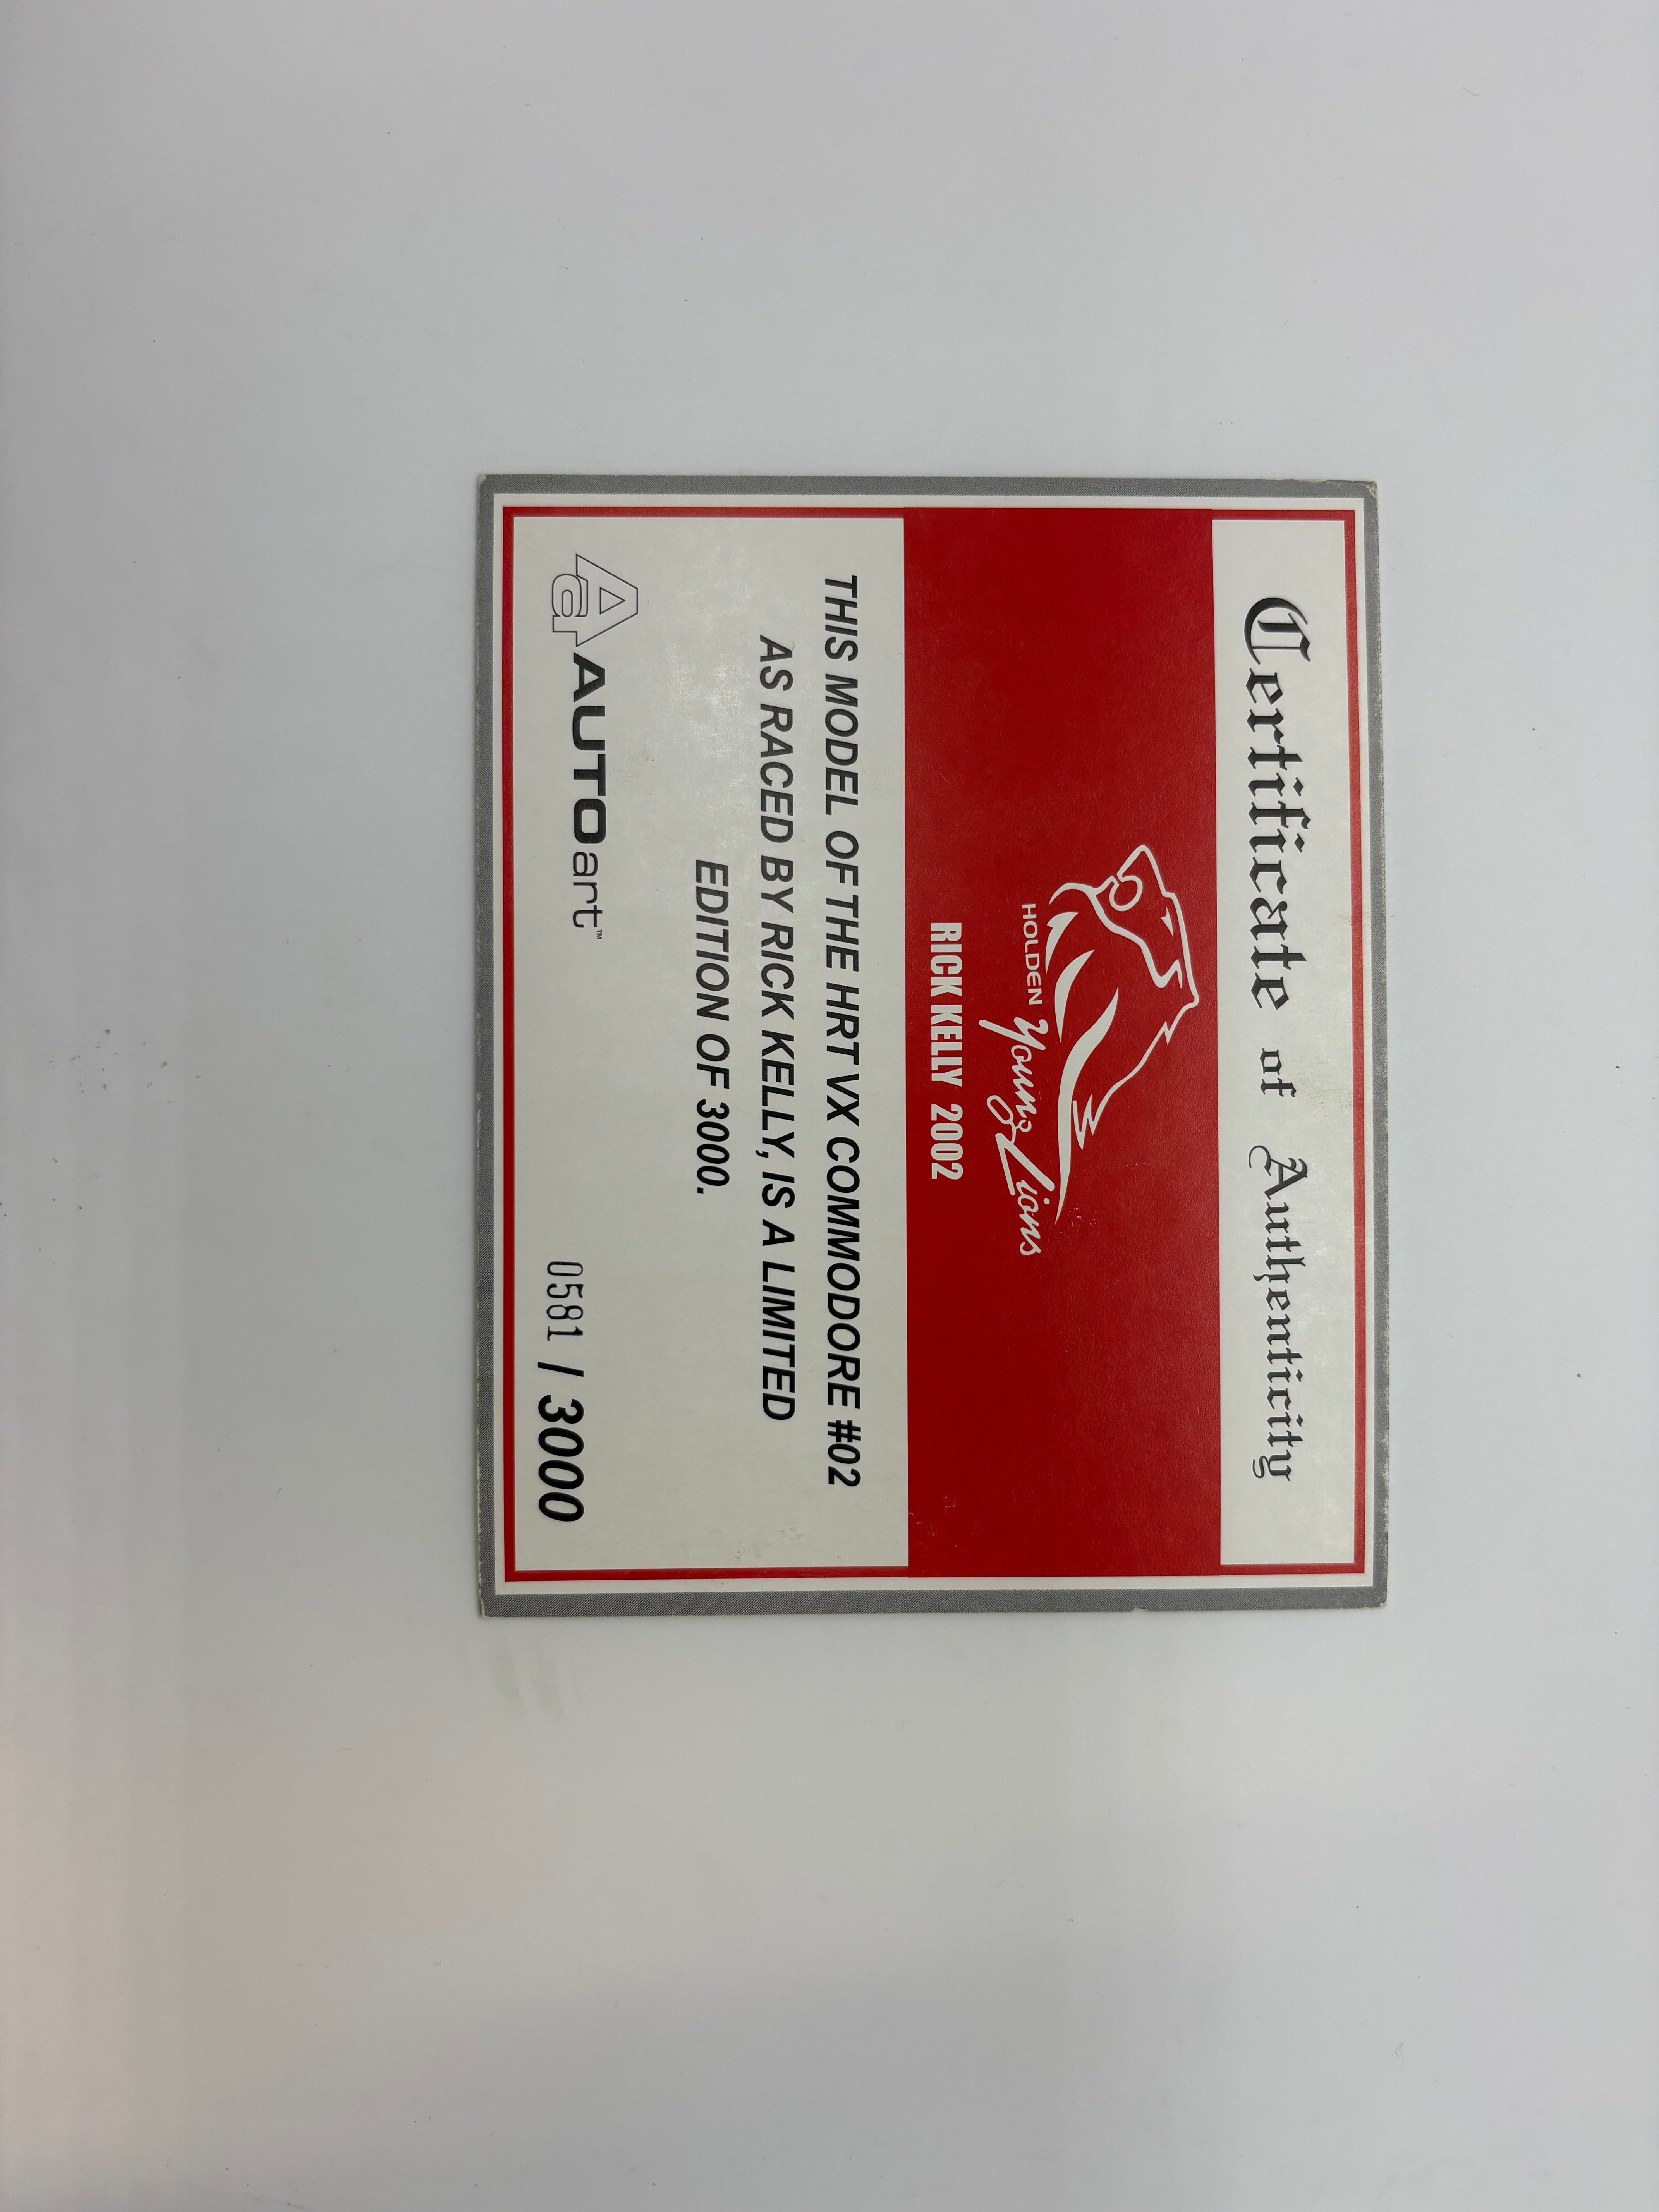 Certificate of Authenticity
HOLDEN Young Lions
RICK KELLY 2002
THIS MODEL OF THE HRT VX COMMODORE #02
AS RACED BY RICK KELLY, IS A LIMITED
EDITION OF 3000.
Aa AUTOart™
0581 / 3000